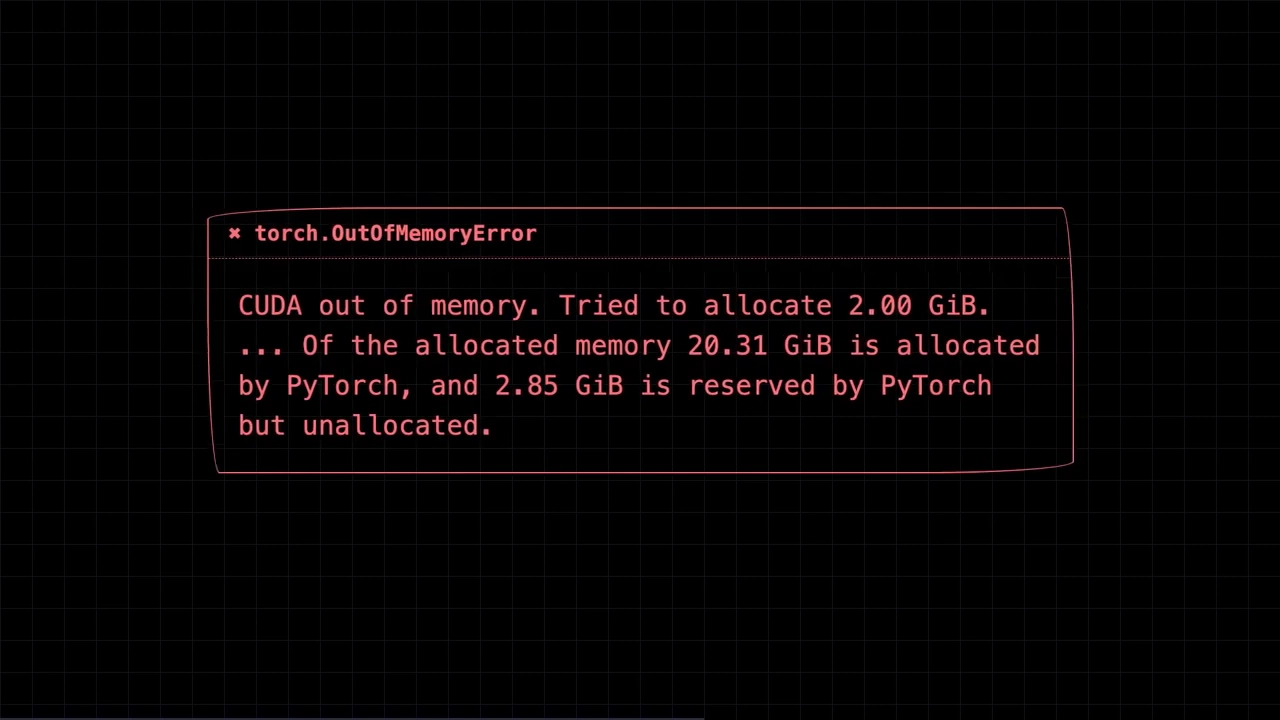 ✖ torch.OutOfMemoryError
CUDA out of memory. Tried to allocate 2.00 GiB.
... Of the allocated memory 20.31 GiB is allocated
by PyTorch, and 2.85 GiB is reserved by PyTorch
but unallocated.